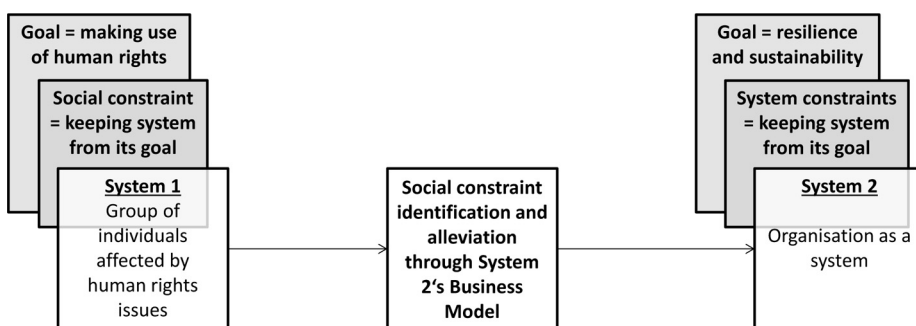 Goal = making use
of human rights
Social constraint
= keeping system
from its goal
System 1
Group of
individuals
affected by
human rights
issues
Social constraint
identification and
alleviation through
System
2‘s Business
Model
Goal = resilience
and sustainability
System constraints
= keeping system
from its goal
System 2
Organisation as a
system